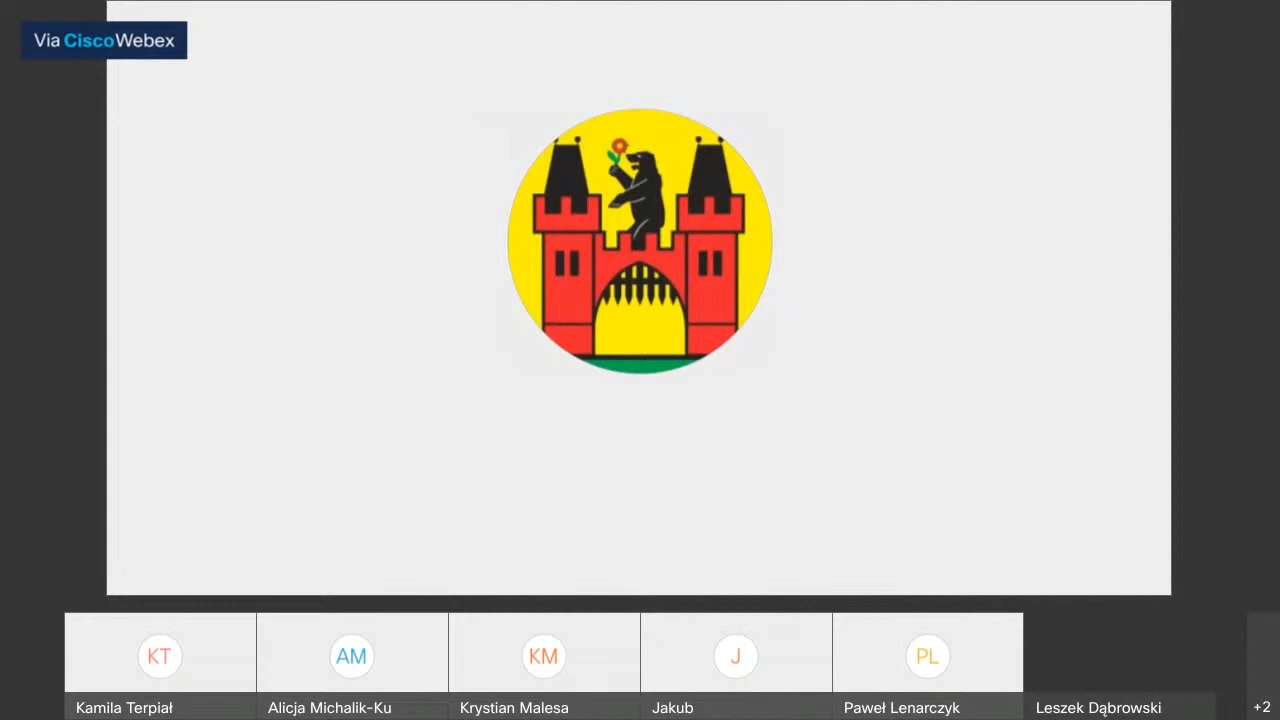 Via CiscoWebex
KT
AM
KM
J
PL
Kamila Terpiał
Alicja Michalik-Ku
Krystian Malesa
Jakub
Paweł Lenarczyk
Leszek Dąbrowski
+2